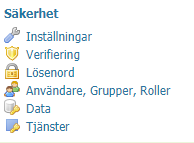 Säkerhet
Inställningar
Verifiering
Lösenord
Användare, Grupper, Roller
Data
Tjänster